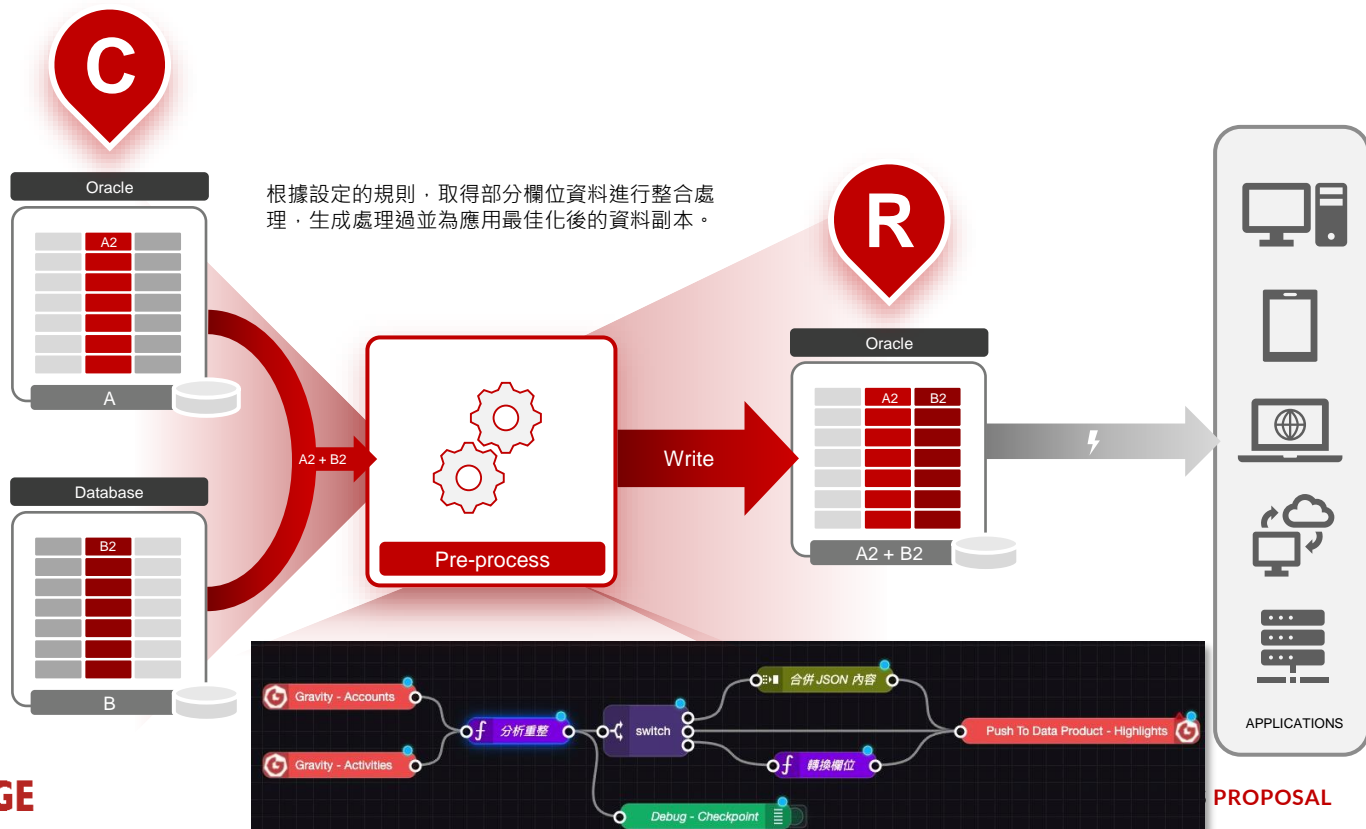 C
Oracle
A2
A
根據設定的規則，取得部分欄位資料進行整合處
理，生成處理過並為應用最佳化後的資料副本。
R
Oracle
A2 B2
A2 + B2
A2 + B2
Pre-process
Write
Database
B2
B
APPLICATIONS
Gravity - Accounts
Gravity - Activities
分析重整
switch
合併 JSON 內容
轉換欄位
Push To Data Product - Highlights
Debug - Checkpoint
GE
PROPOSAL